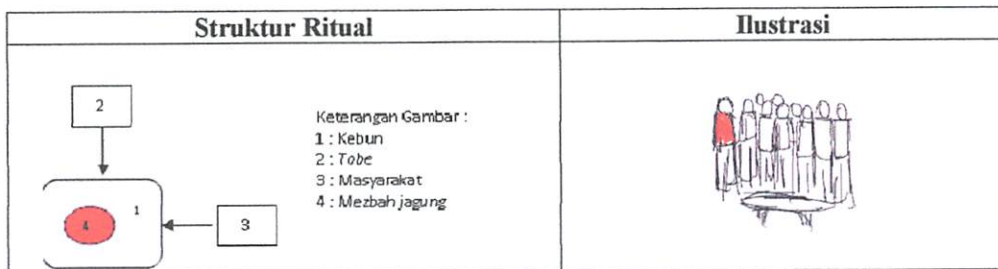 Struktur Ritual
Ilustrasi
2
Keterangan Gambar :
1 : Kebun
2 : Tobe
3 : Masyarakat
4 : Mezbah jagung
1
4
3